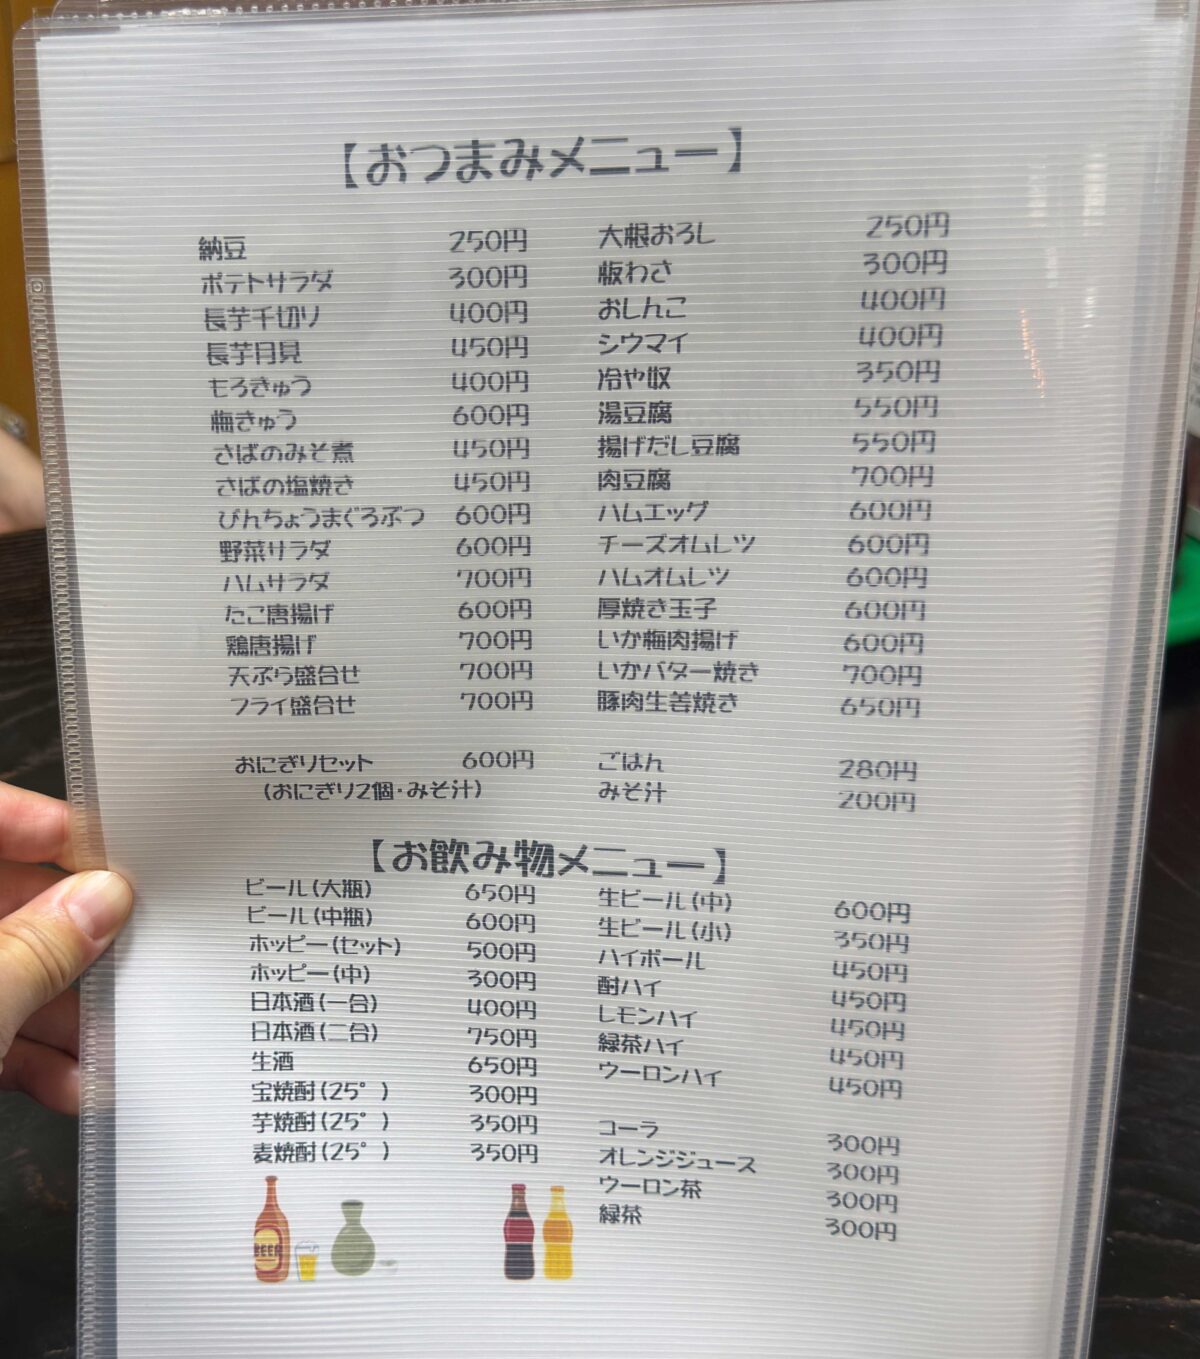 【おつまみメニュー】
納豆 250円 大根おろし 250円
ポテトサラダ 300円 板わさ 300円
長芋千切り 400円 おしんこ 400円
長芋月見 450円 シウマイ 400円
もろきゅう 400円 冷や奴 350円
梅きゅう 600円 湯豆腐 550円
さばのみそ煮 450円 揚げだし豆腐 550円
さばの塩焼き 450円 肉豆腐 700円
びんちょうまぐろぶつ 600円 ハムエッグ 600円
野菜サラダ 600円 チーズオムレツ 600円
ハムサラダ 700円 ハムオムレツ 600円
たこ唐揚げ 600円 厚焼き玉子 600円
鶏唐揚げ 700円 いか梅肉揚げ 600円
天ぷら盛合せ 700円 いかバター焼き 700円
フライ盛合せ 700円 豚肉生姜焼き 650円
おにぎりセット 600円 ごはん 280円
(おにぎり2個・みそ汁) みそ汁 200円
【お飲み物メニュー】
ビール(大瓶) 650円 生ビール(中) 600円
ビール(中瓶) 600円 生ビール(小) 350円
ホッピー(セット) 500円 ハイボール 450円
ホッピー(中) 300円 酎ハイ 450円
日本酒(一合) 400円 レモンハイ 450円
日本酒(二合) 750円 緑茶ハイ 450円
生酒 650円 ウーロンハイ 450円
宝焼酎(25°) 300円
芋焼酎(25°) 350円 コーラ 300円
麦焼酎(25°) 350円 オレンジジュース 300円
ウーロン茶 300円
緑茶 300円
BEER